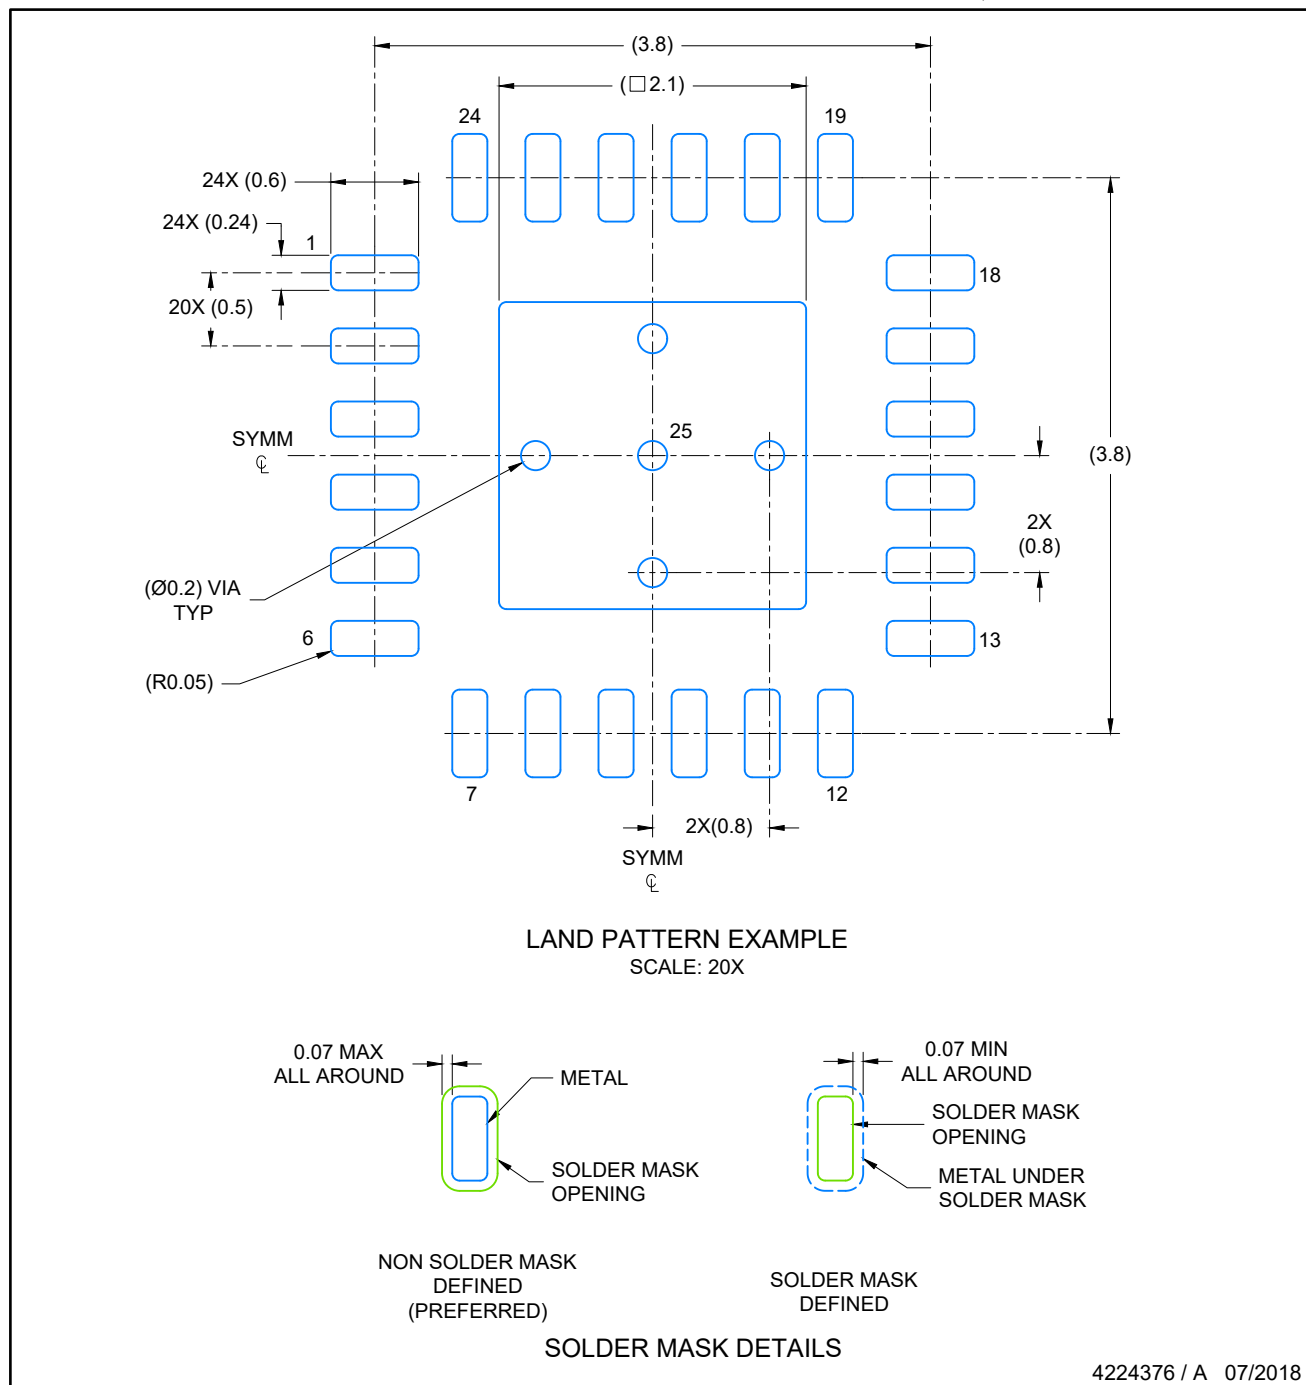 (3.8)
(□2.1)
24
19
24X (0.6)
24X (0.24)
1
18
20X (0.5)
25
SYMM
℄
(3.8)
2X
(0.8)
(Ø0.2) VIA
TYP
6
13
(R0.05)
7
12
2X(0.8)
SYMM
℄
LAND PATTERN EXAMPLE
SCALE: 20X
0.07 MAX
ALL AROUND
METAL
SOLDER MASK
OPENING
0.07 MIN
ALL AROUND
SOLDER MASK
OPENING
METAL UNDER
SOLDER MASK
NON SOLDER MASK
DEFINED
(PREFERRED)
SOLDER MASK
DEFINED
SOLDER MASK DETAILS
4224376 / A 07/2018